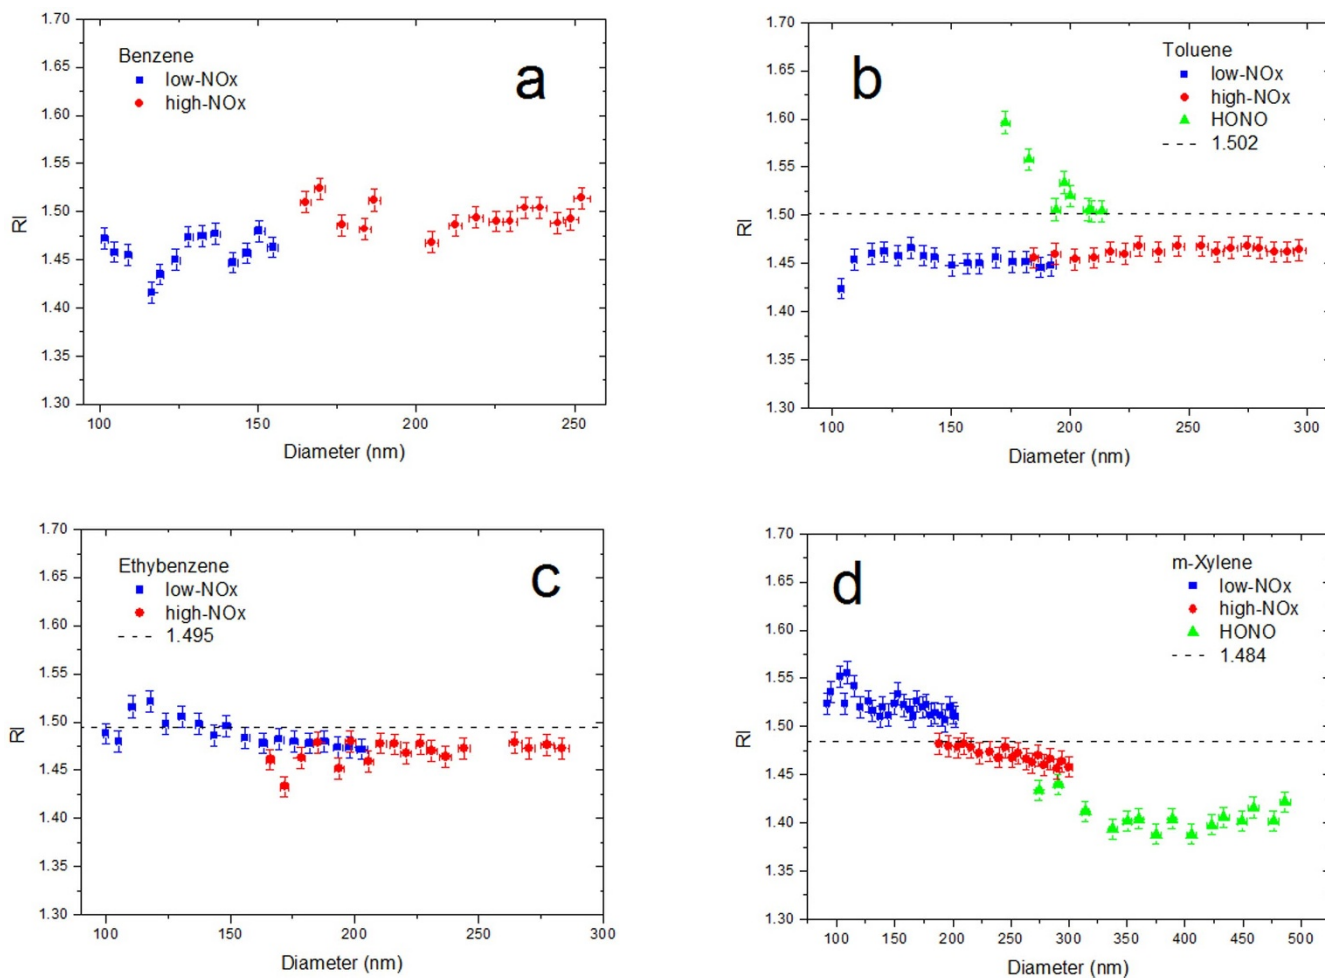 1.70
1.65
1.60
1.55
1.50
1.45
1.40
1.35
1.30
RI
Benzene
low-NOx
high-NOx
a
100
150
200
250
Diameter (nm)
1.70
1.65
1.60
1.55
1.50
1.45
1.40
1.35
1.30
RI
b
Toluene
low-NOx
high-NOx
HONO
1.502
100
150
200
250
300
Diameter (nm)
1.70
1.65
1.60
1.55
1.50
1.45
1.40
1.35
1.30
RI
Ethybenzene
low-NOx
high-NOx
1.495
c
100
150
200
250
300
Diameter (nm)
1.70
1.65
1.60
1.55
1.50
1.45
1.40
1.35
1.30
RI
d
m-Xylene
low-NOx
high-NOx
HONO
1.484
100
150
200
250
300
350
400
450
500
Diameter (nm)